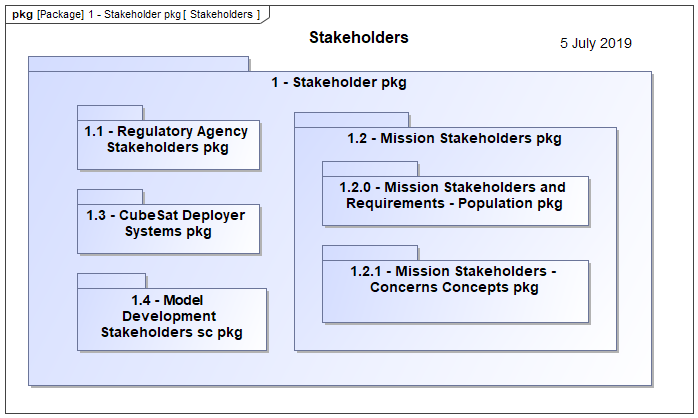 pkg [Package] 1 - Stakeholder pkg [ Stakeholders ]
Stakeholders
5 July 2019
1 - Stakeholder pkg
1.1 - Regulatory Agency
Stakeholders pkg
1.3 - CubeSat Deployer
Systems pkg
1.4 - Model
Development
Stakeholders sc pkg
1.2 - Mission Stakeholders pkg
1.2.0 - Mission Stakeholders and
Requirements - Population pkg
1.2.1 - Mission Stakeholders -
Concerns Concepts pkg